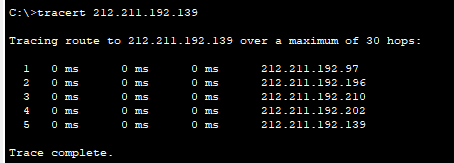 C:\>tracert 212.211.192.139
Tracing route to 212.211.192.139 over a maximum of 30 hops:
1 0 ms 0 ms 0 ms 212.211.192.97
2 0 ms 0 ms 0 ms 212.211.192.196
3 0 ms 0 ms 0 ms 212.211.192.210
4 0 ms 0 ms 0 ms 212.211.192.202
5 0 ms 0 ms 0 ms 212.211.192.139
Trace complete.